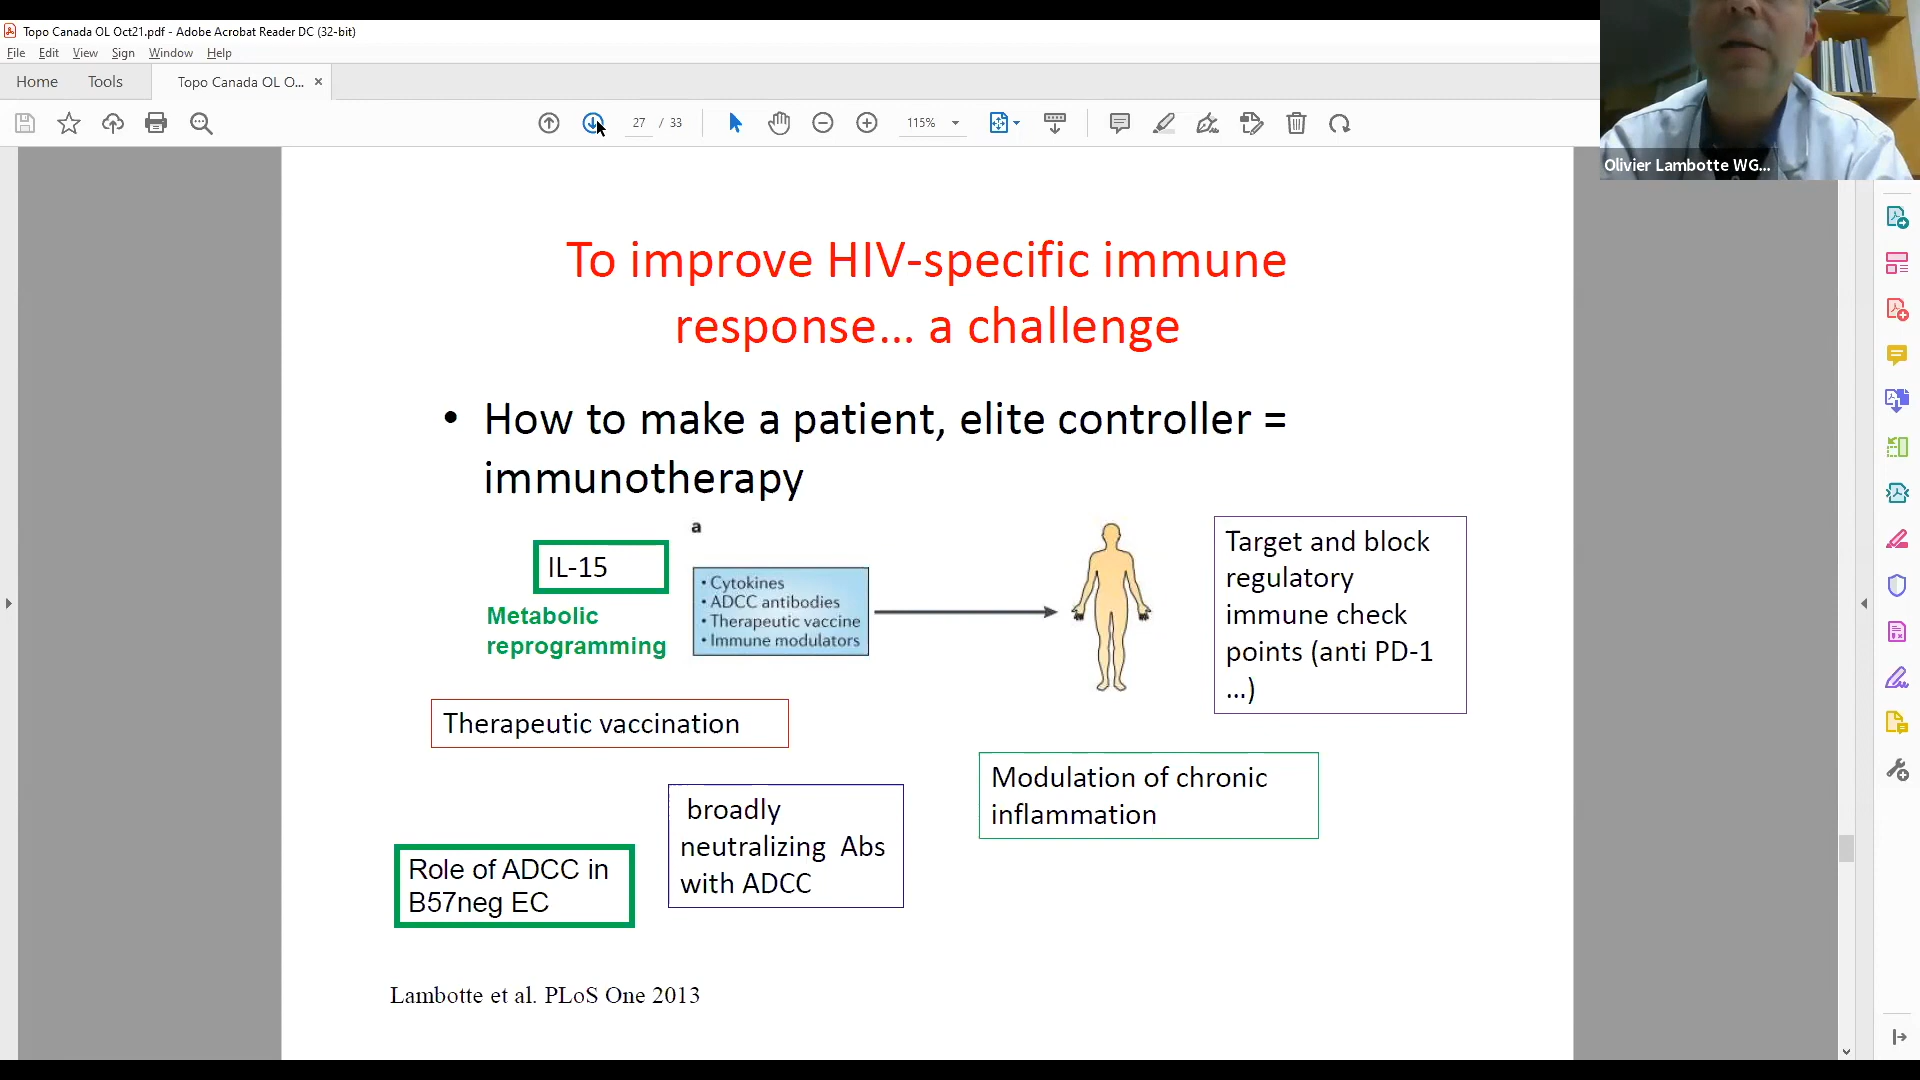 Topo Canada OL Oct21.pdf - Adobe Acrobat Reader DC (32-bit)
File Edit View Sign Window Help
Home Tools Topo Canada OL O... ×
27 / 33 115%
Olivier Lambotte WG...
To improve HIV-specific immune
response... a challenge
• How to make a patient, elite controller =
immunotherapy
a
IL-15
Metabolic
reprogramming
• Cytokines
• ADCC antibodies
• Therapeutic vaccine
• Immune modulators
Target and block
regulatory
immune check
points (anti PD-1
...)
Therapeutic vaccination
Modulation of chronic
inflammation
broadly
neutralizing Abs
with ADCC
Role of ADCC in
B57neg EC
Lambotte et al. PLoS One 2013